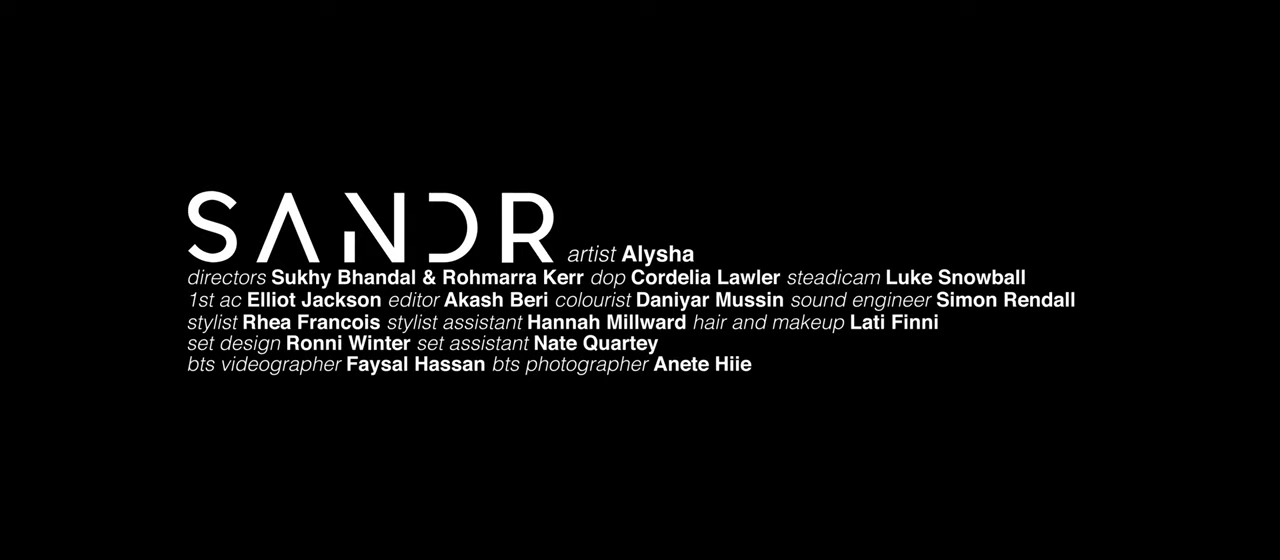 SANDR artist Alysha
directors Sukhy Bhandal & Rohmarra Kerr dop Cordelia Lawler steadicam Luke Snowball
1st ac Elliot Jackson editor Akash Beri colourist Daniyar Mussin sound engineer Simon Rendall
stylist Rhea Francois stylist assistant Hannah Millward hair and makeup Lati Finni
set design Ronni Winter set assistant Nate Quartey
bts videographer Faysal Hassan bts photographer Anete Hiie